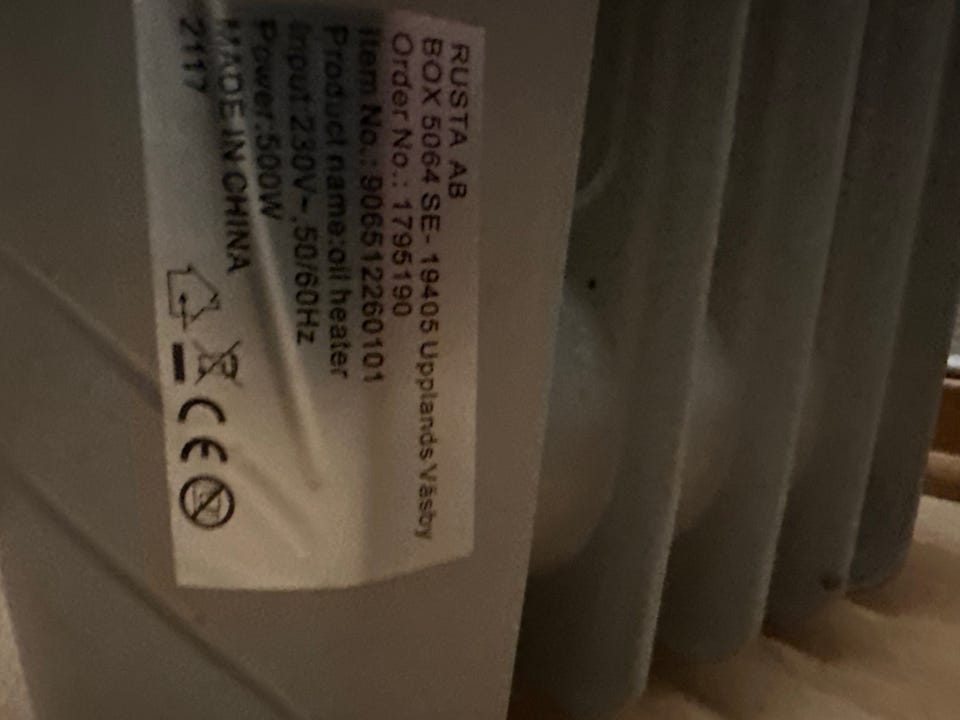 RUSTA AB
BOX 5064 SE- 19405 Upplands Väsby
Order No.: 1795190
Item No.: 906512260101
Product name:oil heater
Input:230V~,50/60Hz
Power:500W
MADE IN CHINA
2117
CE